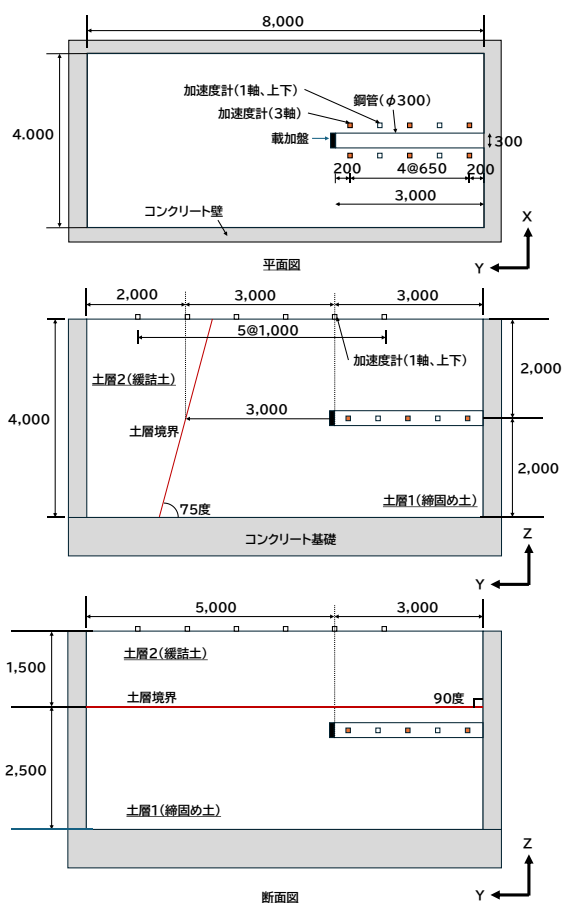 8,000
4.000
加速度計(1軸、上下)
鋼管(φ300)
加速度計(3軸)
載加盤
300
200
4@650
200
3,000
コンクリート壁
平面図
X
Y
2,000
3,000
3,000
5@1,000
加速度計(1軸、上下)
2,000
土層2(緩詰土)
4,000
3,000
土層境界
2,000
土層1(締固め土)
75度
コンクリート基礎
Z
Y
5,000
3,000
1,500
土層2(緩詰土)
土層境界
90度
2,500
土層1(締固め土)
Z
断面図
Y